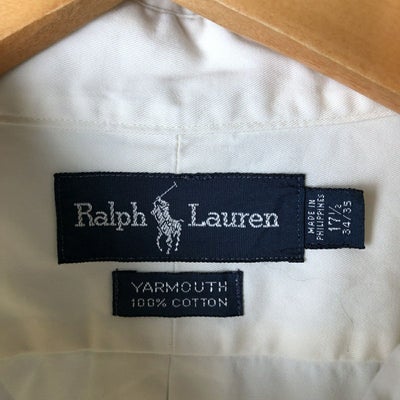 Ralph Lauren
MADE IN
PHILIPPINES
17½
34/35
YARMOUTH
100% COTTON